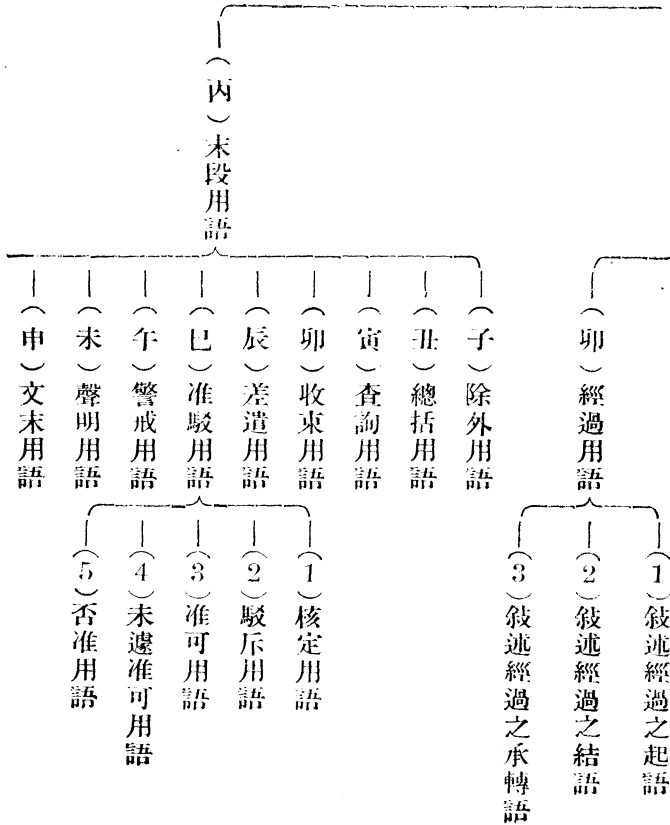 （卯）經過用語
（1）敍述經過之起語
（2）敍述經過之結語
（3）敍述經過之承轉語
（丙）末段用語
（子）除外用語
（丑）總括用語
（寅）查詢用語
（卯）收束用語
（辰）差遣用語
（巳）准駁用語
（1）核定用語
（2）駁斥用語
（3）准可用語
（4）未遽准可用語
（5）否准用語
（午）警戒用語
（未）聲明用語
（申）文末用語